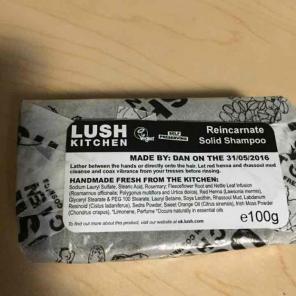 LUSH
KITCHEN
Vegan
SELF
PRESERVING
Reincarnate
Solid Shampoo
MADE BY: DAN ON THE 31/05/2016
Lather between the hands or directly onto the hair. Let red henna and rhassoul mud
cleanse and coax vibrance from your tresses before rinsing.
HANDMADE FRESH FROM THE KITCHEN:
Sodium Lauryl Sulfate, Stearic Acid, Rosemary; Fleeceflower Root and Nettle Leaf Infusion
(Rosmarinus officinalis; Polygonum multiflorum and Urtica dioica), Red Henna (Lawsonia inermis),
Glyceryl Stearate & PEG 100 Stearate, Lauryl Betaine, Soya Lecithin, Rhassoul Mud, Labdanum
Resinoid (Cistus ladaniferus), Sweet Orange Oil (Citrus sinensis), Irish Moss Powder
(Chondrus crispus), *Limonene, Perfume *Occurs naturally in essential oils.
To find out more about this product, visit our website at uk.lush.com
e100g